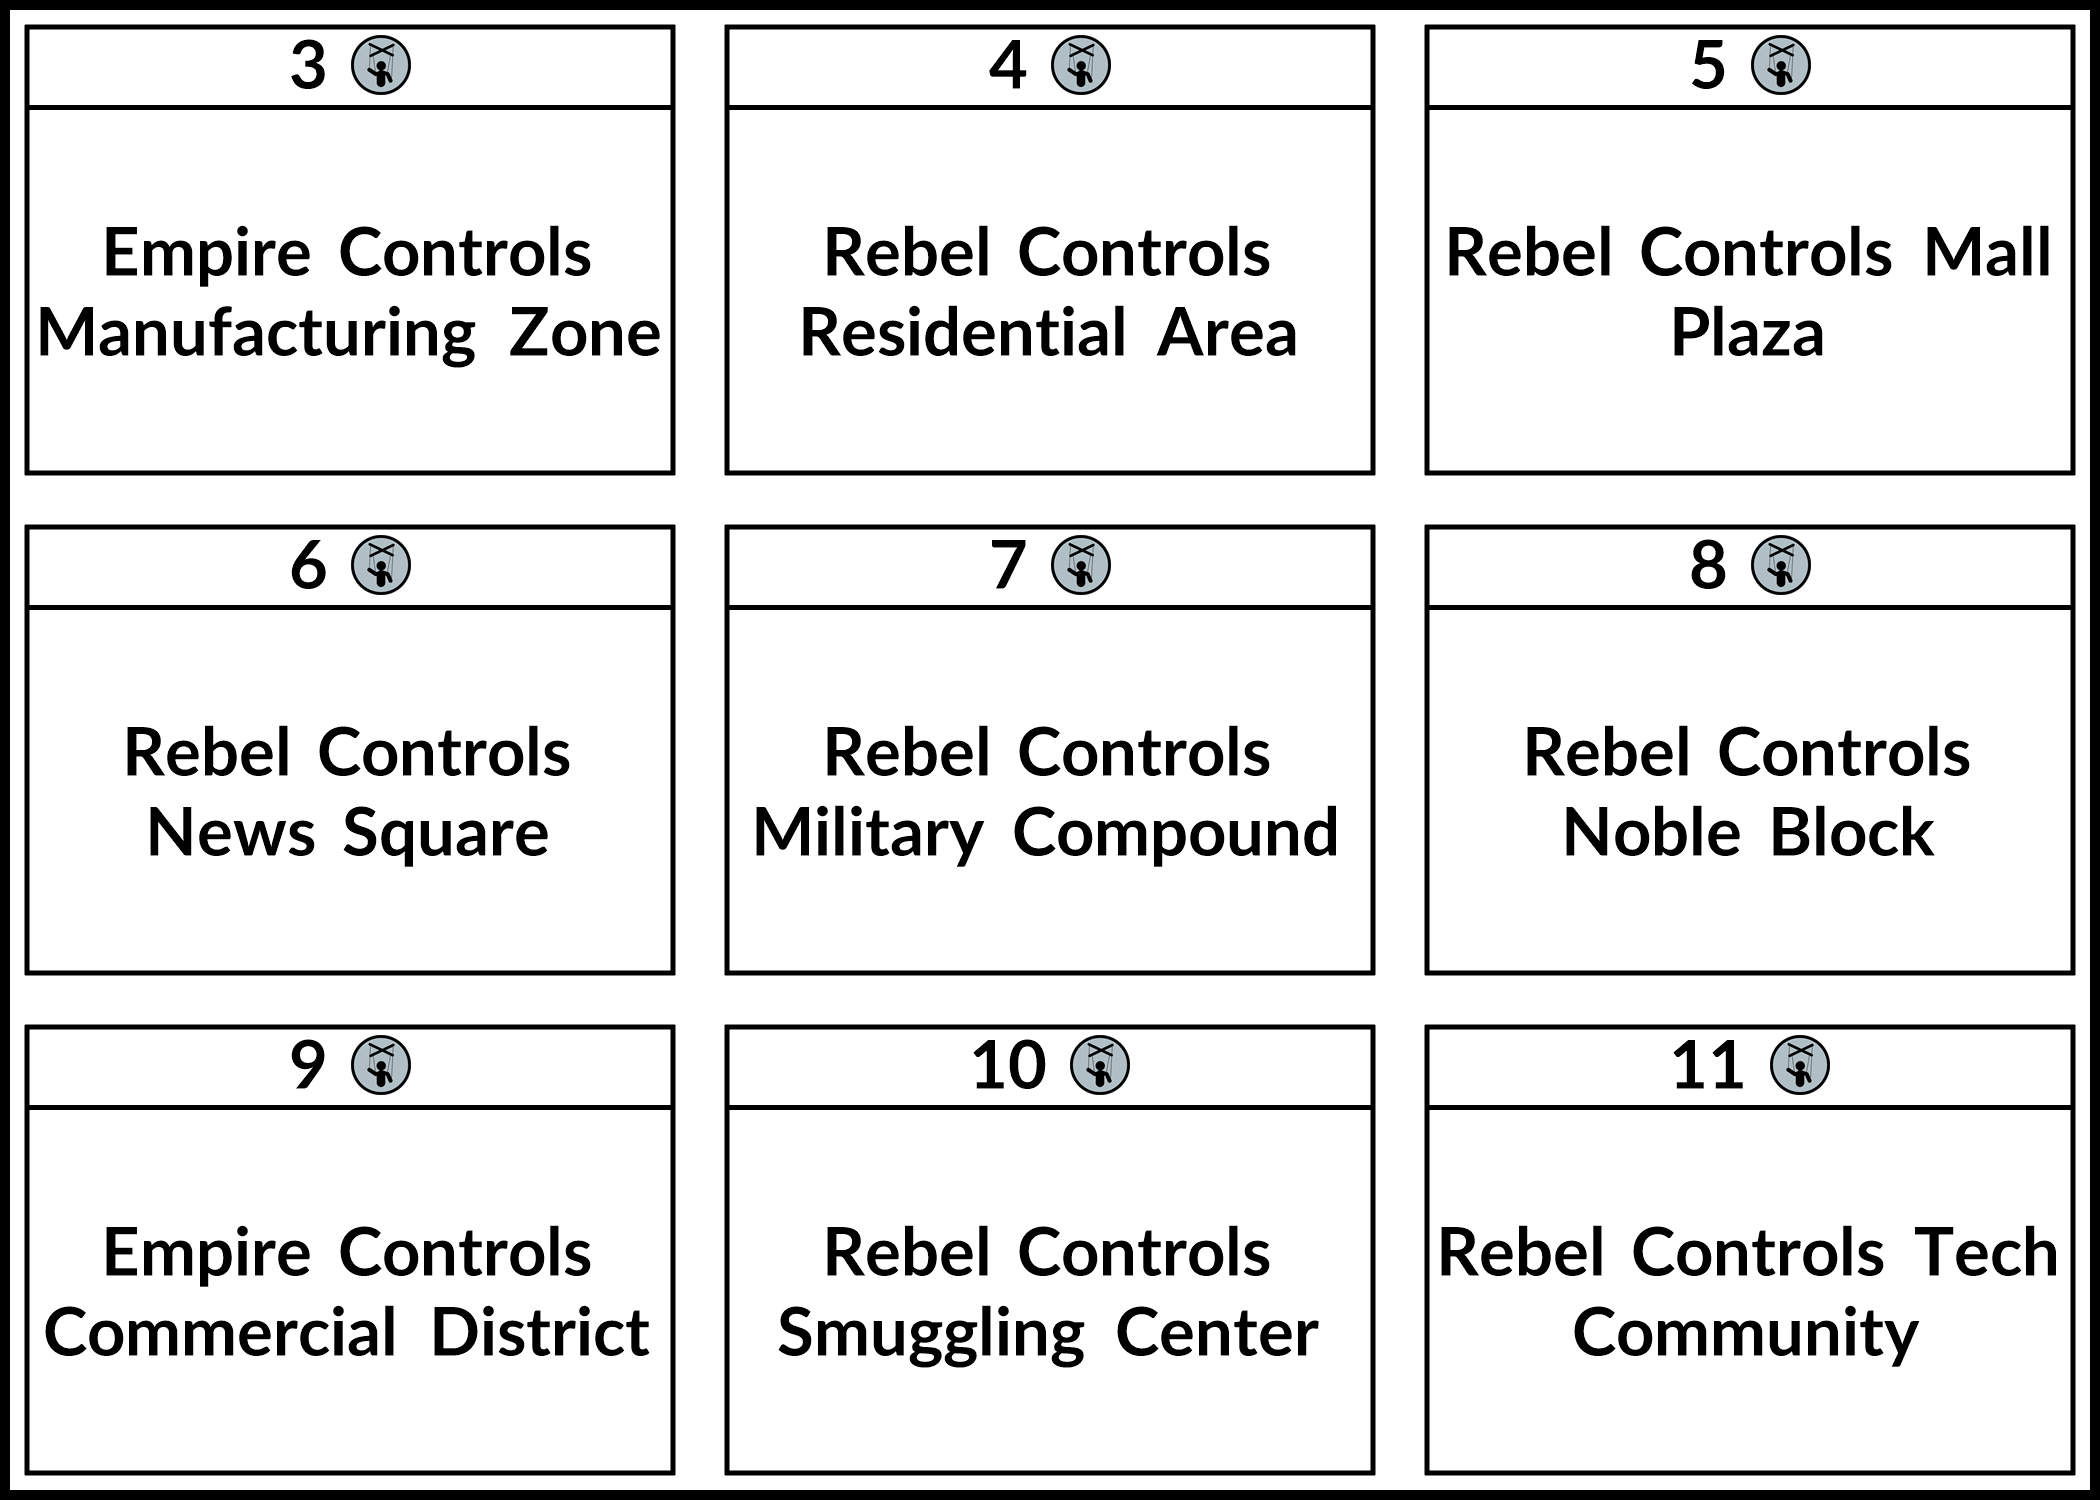 3
Empire Controls
Manufacturing Zone
4
Rebel Controls
Residential Area
5
Rebel Controls Mall
Plaza
6
Rebel Controls
News Square
7
Rebel Controls
Military Compound
8
Rebel Controls
Noble Block
9
Empire Controls
Commercial District
10
Rebel Controls
Smuggling Center
11
Rebel Controls Tech
Community